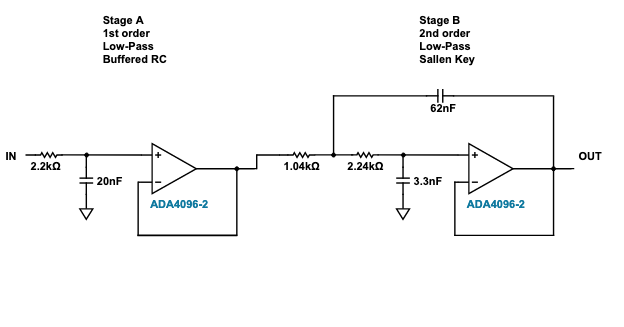 Stage A
1st order
Low-Pass
Buffered RC
Stage B
2nd order
Low-Pass
Sallen Key
62nF
IN
2.2kΩ
20nF
+
−
ADA4096-2
1.04kΩ
2.24kΩ
3.3nF
+
−
ADA4096-2
OUT